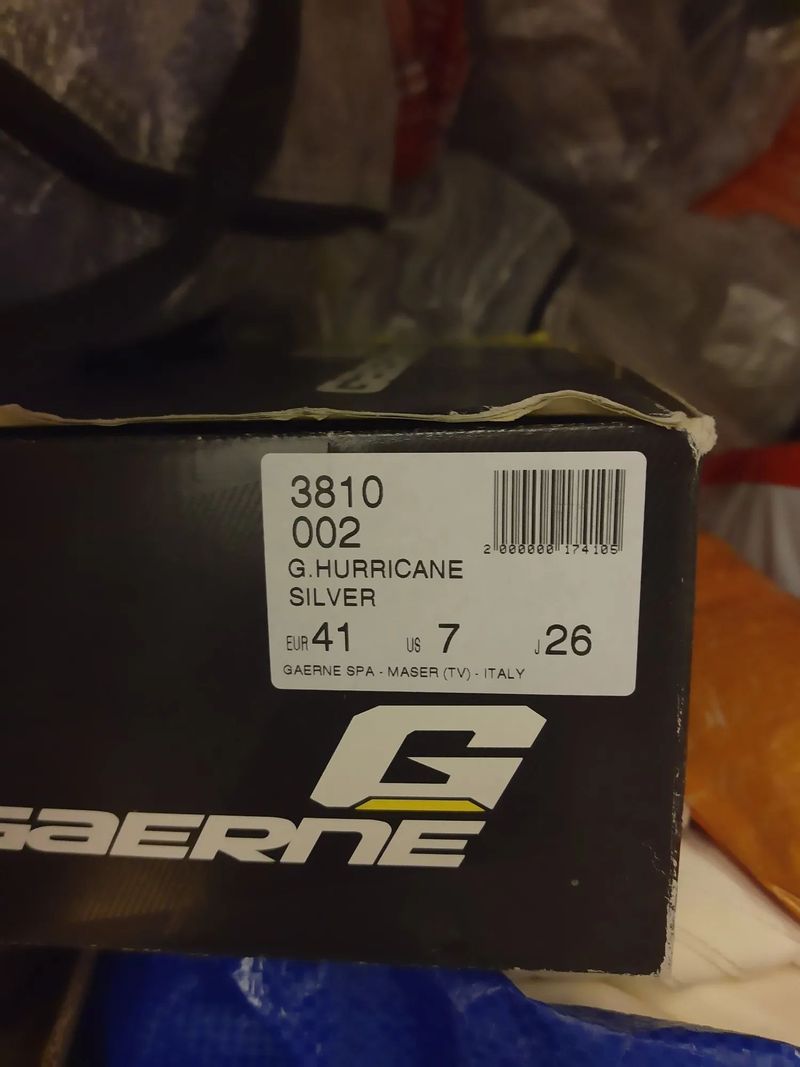 3810
002
G.HURRICANE
SILVER
2 000000 174105
EUR 41 US 7 J 26
GAERNE SPA - MASER (TV) - ITALY
G
GAERNE